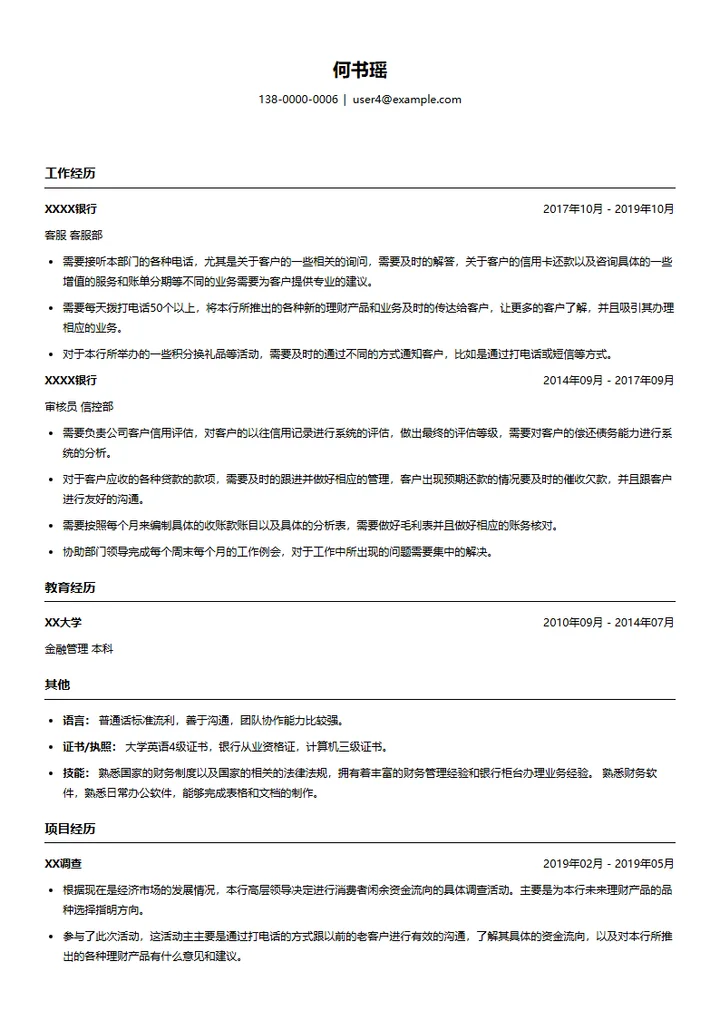 何书瑶
138-0000-0006 | user4@example.com
工作经历
XXXX银行 2017年10月 - 2019年10月
客服 客服部
• 需要接听本部门的各种电话，尤其是关于客户的一些相关的询问，需要及时的解答，关于客户的信用卡还款以及咨询具体的一些
增值的服务和账单分期等不同的业务需要为客户提供专业的建议。
• 需要每天拨打电话50个以上，将本行所推出的各种新的理财产品和业务及时的传达给客户，让更多的客户了解，并且吸引其办理
相应的业务。
• 对于本行所举办的一些积分换礼品等活动，需要及时的通过不同的方式通知客户，比如是通过打电话或短信等方式。
XXXX银行 2014年09月 - 2017年09月
审核员 信控部
• 需要负责公司客户信用评估，对客户的以往信用记录进行系统的评估，做出最终的评估等级，需要对客户的偿还债务能力进行系
统的分析。
• 对于客户应收的各种贷款的款项，需要及时的跟进并做好相应的管理，客户出现预期还款的情况要及时的催收欠款，并且跟客户
进行友好的沟通。
• 需要按照每个月来编制具体的收账款账目以及具体的分析表，需要做好毛利表并且做好相应的账务核对。
• 协助部门领导完成每个周末每个月的工作例会，对于工作中所出现的问题需要集中的解决。
教育经历
XX大学 2010年09月 - 2014年07月
金融管理 本科
其他
• 语言： 普通话标准流利，善于沟通，团队协作能力比较强。
• 证书/执照： 大学英语4级证书，银行从业资格证，计算机三级证书。
• 技能： 熟悉国家的财务制度以及国家的相关的法律法规，拥有着丰富的财务管理经验和银行柜台办理业务经验。 熟悉财务软
件，熟悉日常办公软件，能够完成表格和文档的制作。
项目经历
XX调查 2019年02月 - 2019年05月
• 根据现在是经济市场的发展情况，本行高层领导决定进行消费者闲余资金流向的具体调查活动。主要是为本行未来理财产品的品
种选择指明方向。
• 参与了此次活动，这活动主主要是通过打电话的方式跟以前的老客户进行有效的沟通，了解其具体的资金流向，以及对本行所推
出的各种理财产品有什么意见和建议。